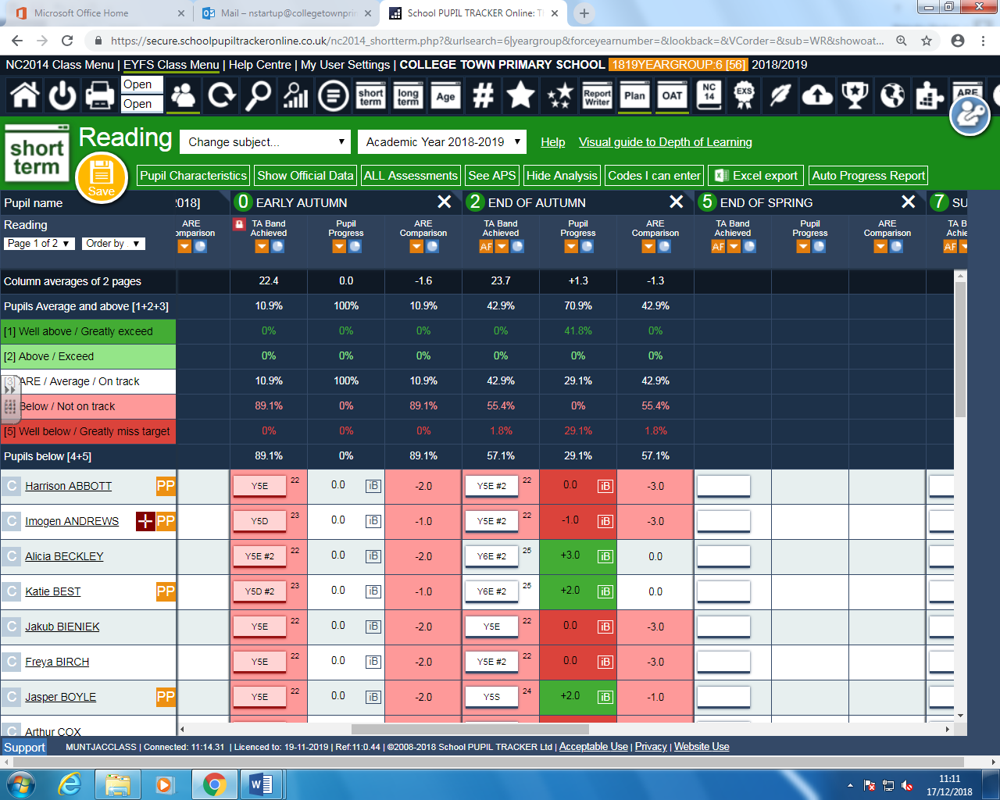 Microsoft Office Home
Mail – nstartup@collegetownprim
School PUPIL TRACKER Online: Th
https://secure.schoolpupiltrackeronline.co.uk/nc2014_shortterm.php?&urlsearch=6|yeargroup&forceyearnumber=&lookback=&VCorder=&sub=WR&showoat...
NC2014 Class Menu | EYFS Class Menu | Help Centre | My User Settings | COLLEGE TOWN PRIMARY SCHOOL 1819YEARGROUP:6 [56] 2018/2019
Open
Open
short term
long term
Age
#
Report Writer
Plan
OAT
NC 14
EXS
ARE
short term
Reading
Change subject...
Academic Year 2018-2019
Help
Visual guide to Depth of Learning
Save
Pupil Characteristics
Show Official Data
ALL Assessments
See APS
Hide Analysis
Codes I can enter
Excel export
Auto Progress Report
Pupil name
2018]
0 EARLY AUTUMN
2 END OF AUTUMN
5 END OF SPRING
7 SU
Reading
ARE omparison
TA Band Achieved
Pupil Progress
ARE Comparison
TA Band Achieved
Pupil Progress
ARE Comparison
TA Band Achieved
Pupil Progress
ARE Comparison
TA B Achie
Page 1 of 2
Order by
AF
AF
AF
Column averages of 2 pages 22.4 0.0 -1.6 23.7 +1.3 -1.3
Pupils Average and above [1+2+3] 10.9% 100% 10.9% 42.9% 70.9% 42.9%
[1] Well above / Greatly exceed 0% 0% 0% 0% 41.8% 0%
[2] Above / Exceed 0% 0% 0% 0% 0% 0%
[3] ARE / Average / On track 10.9% 100% 10.9% 42.9% 29.1% 42.9%
Below / Not on track 89.1% 0% 89.1% 55.4% 0% 55.4%
[5] Well below / Greatly miss target 0% 0% 0% 1.8% 29.1% 1.8%
Pupils below [4+5] 89.1% 0% 89.1% 57.1% 29.1% 57.1%
C Harrison ABBOTT PP Y5E 22 0.0 iB -2.0 Y5E #2 22 0.0 iB -3.0
C Imogen ANDREWS PP Y5D 23 0.0 iB -1.0 Y5E #2 22 -1.0 iB -3.0
C Alicia BECKLEY Y5E #2 22 0.0 iB -2.0 Y6E #2 25 +3.0 iB 0.0
C Katie BEST PP Y5D #2 23 0.0 iB -1.0 Y6E #2 25 +2.0 iB 0.0
C Jakub BIENIEK Y5E 22 0.0 iB -2.0 Y5E 22 0.0 iB -3.0
C Freya BIRCH Y5E 22 0.0 iB -2.0 Y5E #2 22 0.0 iB -3.0
C Jasper BOYLE PP Y5E 22 0.0 iB -2.0 Y5S 24 +2.0 iB -1.0
C Arthur COX
Support
MUNTJACCLASS | Connected: 11:14.31 | Licenced to: 19-11-2019 | Ref:11:0.44 | ©2008-2018 School PUPIL TRACKER Ltd | Acceptable Use | Privacy | Website Use
11:11
17/12/2018